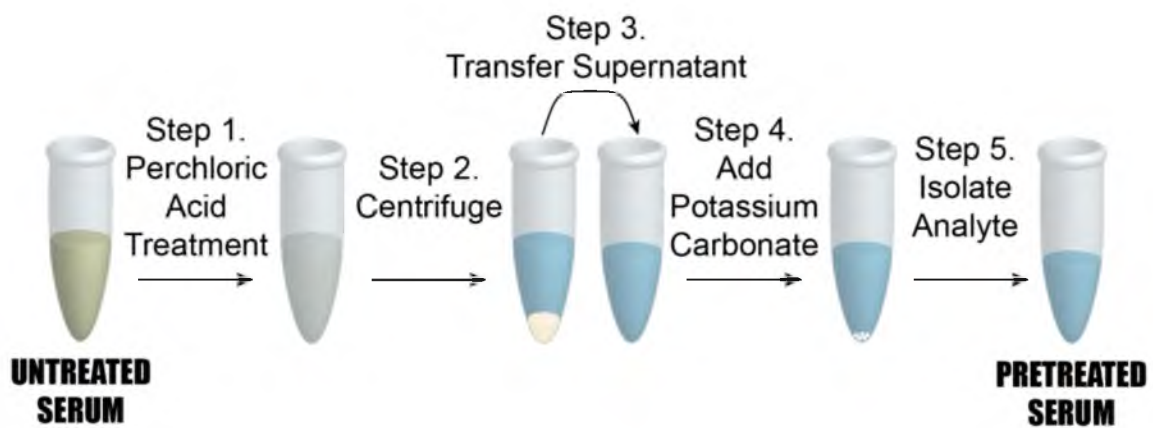 Step 3.
Transfer Supernatant
Step 1.
Perchloric
Acid
Treatment
Step 2.
Centrifuge
Step 4.
Add
Potassium
Carbonate
Step 5.
Isolate
Analyte
UNTREATED
SERUM
PRETREATED
SERUM